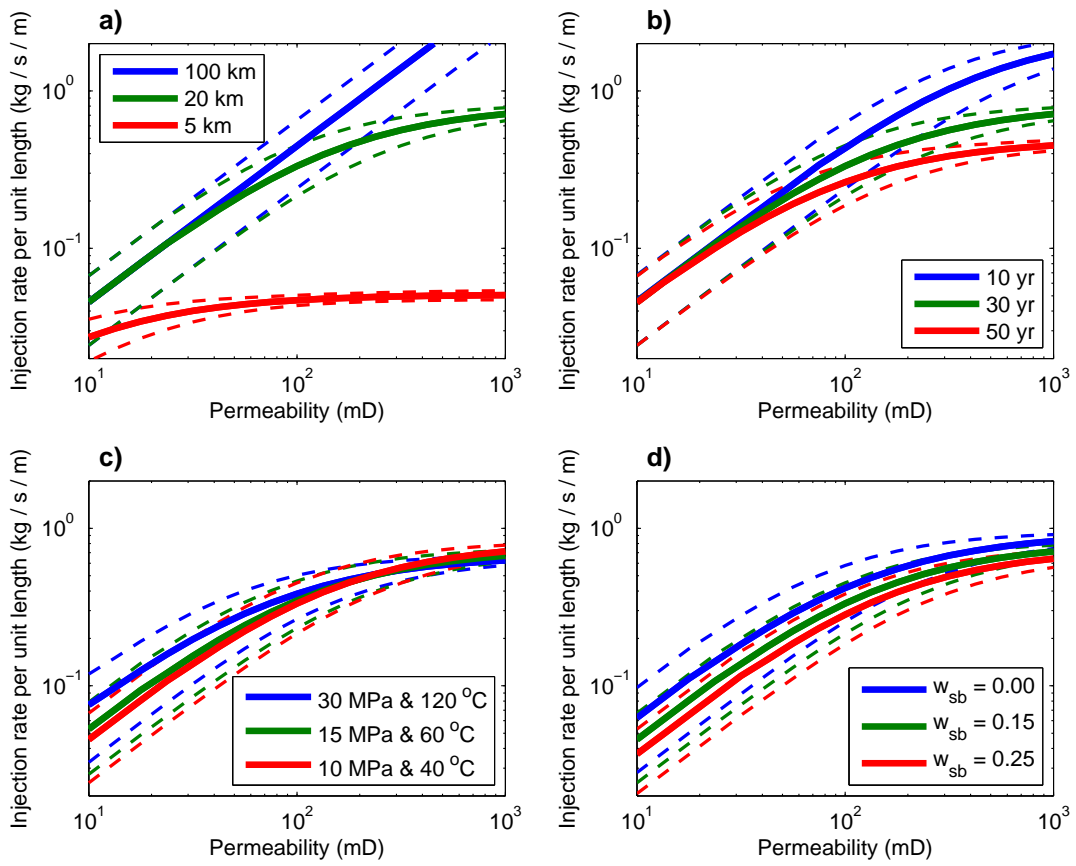 a)
Injection rate per unit length (kg / s / m)
10^0
10^-1
100 km
20 km
5 km
10^1
10^2
10^3
Permeability (mD)
b)
Injection rate per unit length (kg / s / m)
10^0
10^-1
10 yr
30 yr
50 yr
10^1
10^2
10^3
Permeability (mD)
c)
Injection rate per unit length (kg / s / m)
10^0
10^-1
30 MPa & 120 °C
15 MPa & 60 °C
10 MPa & 40 °C
10^1
10^2
10^3
Permeability (mD)
d)
Injection rate per unit length (kg / s / m)
10^0
10^-1
w_sb = 0.00
w_sb = 0.15
w_sb = 0.25
10^1
10^2
10^3
Permeability (mD)